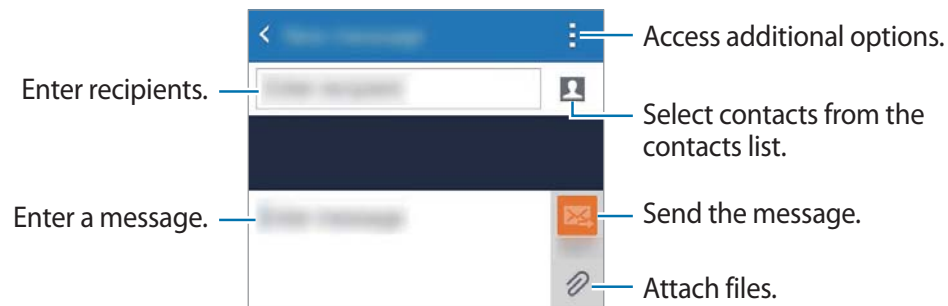 Access additional options.
Enter recipients.
Select contacts from the
contacts list.
Enter a message.
Send the message.
Attach files.